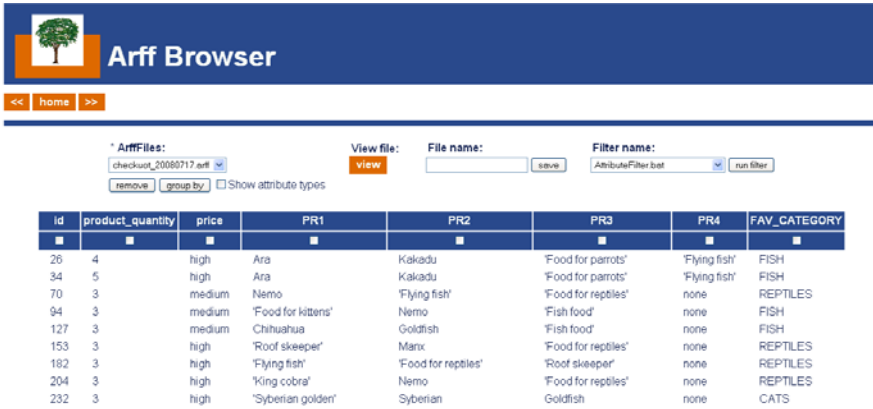 Arff Browser
<< home >>
* ArffFiles: View file: File name: Filter name:
checkuot_20080717.arff view save AttributeFilter.bat run filter
remove group by Show attribute types
id product_quantity price PR1 PR2 PR3 PR4 FAV_CATEGORY
26 4 high Ara Kakadu 'Food for parrots' 'Flying fish' FISH
34 5 high Ara Kakadu 'Food for parrots' 'Flying fish' FISH
70 3 medium Nemo 'Flying fish' 'Food for reptiles' none REPTILES
94 3 medium 'Food for kittens' Nemo 'Fish food' none FISH
127 3 medium Chihuahua Goldfish 'Fish food' none FISH
153 3 high 'Roof skeeper' Manx 'Food for reptiles' none REPTILES
182 3 high 'Flying fish' 'Food for reptiles' 'Roof skeeper' none REPTILES
204 3 high 'King cobra' Nemo 'Food for reptiles' none REPTILES
232 3 high 'Syberian golden' Syberian Goldfish none CATS